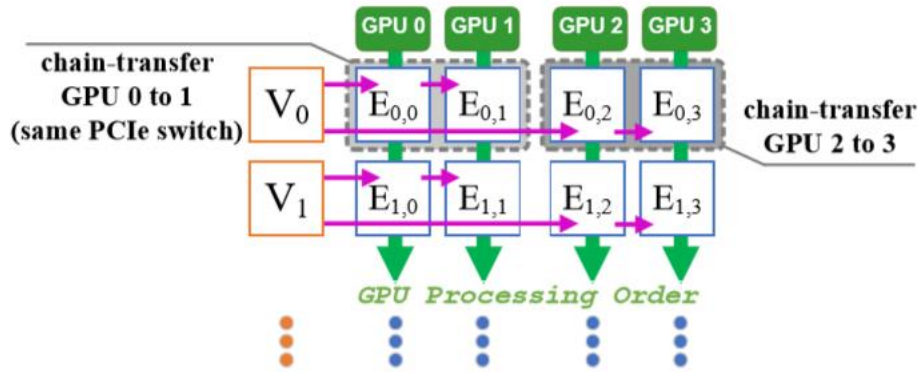 GPU 0 GPU 1 GPU 2 GPU 3
chain-transfer
GPU 0 to 1
(same PCIe switch)
V0 E0,0 E0,1 E0,2 E0,3
chain-transfer
GPU 2 to 3
V1 E1,0 E1,1 E1,2 E1,3
GPU Processing Order